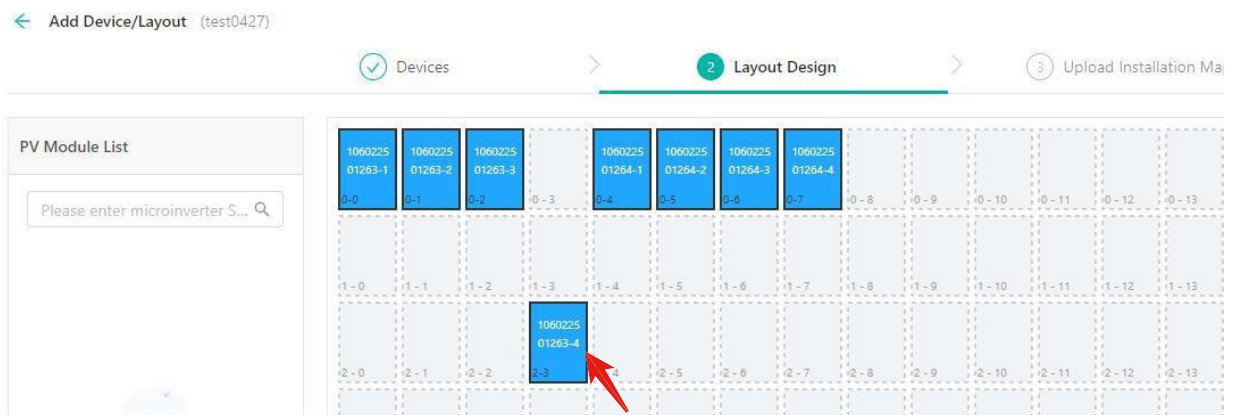 Add Device/Layout (test0427)
Devices
2 Layout Design
3 Upload Installation Ma
PV Module List
Please enter microinverter S...
1060225 1060225 1060225 1060225 1060225 1060225 1060225
01263-1 01263-2 01263-3 01264-1 01264-2 01264-3 01264-4
0-0 0-1 0-2 0 - 3 0-4 0-5 0-6 0-7 0 - 8 0 - 9 0 - 10 0 - 11 0 - 12 0 - 13
1 - 0 1 - 1 1 - 2 1 - 3 1 - 4 1 - 5 1 - 6 1 - 7 1 - 8 1 - 9 1 - 10 1 - 11 1 - 12 1 - 13
1060225
01263-4
2 - 0 2 - 1 2 - 2 2-3 4 2 - 5 2 - 6 2 - 7 2 - 8 2 - 9 2 - 10 2 - 11 2 - 12 2 - 13